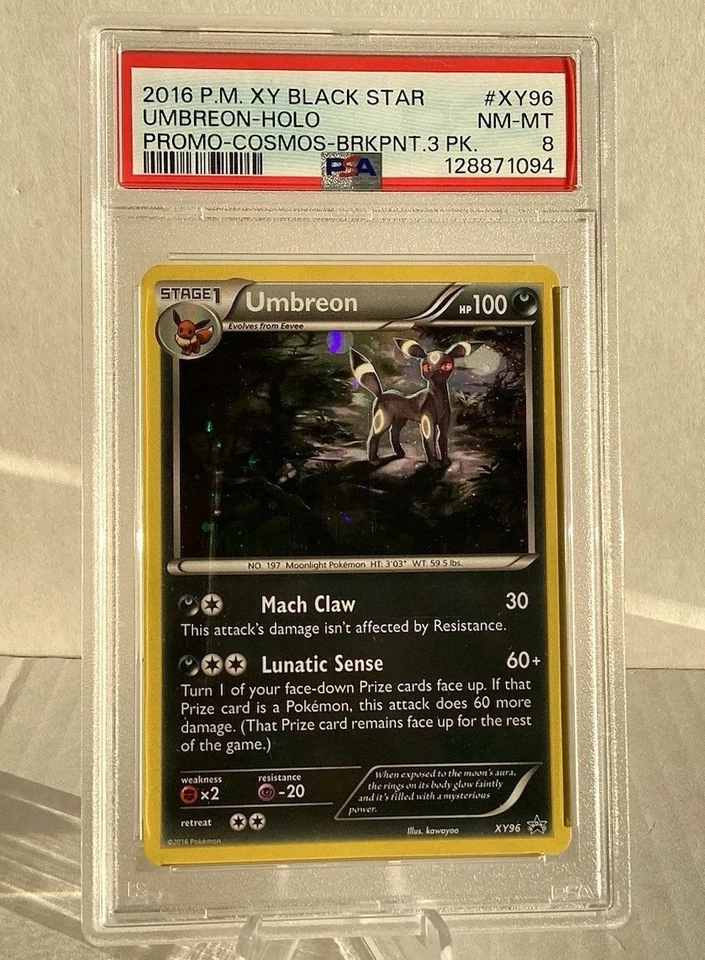 2016 P.M. XY BLACK STAR #XY96
UMBREON-HOLO NM-MT
PROMO-COSMOS-BRKPNT.3 PK. 8
PSA 128871094
STAGE1 Umbreon HP100
Evolves from Eevee
NO. 197 Moonlight Pokémon HT: 3'03" WT: 59.5 lbs.
Mach Claw 30
This attack's damage isn't affected by Resistance.
Lunatic Sense 60+
Turn 1 of your face-down Prize cards face up. If that
Prize card is a Pokémon, this attack does 60 more
damage. (That Prize card remains face up for the rest
of the game.)
weakness resistance
×2 -20
When exposed to the moon's aura,
the rings on its body glow faintly
and it's filled with a mysterious
power.
retreat
Illus. kawayoo XY96
©2016 Pokémon
PSA